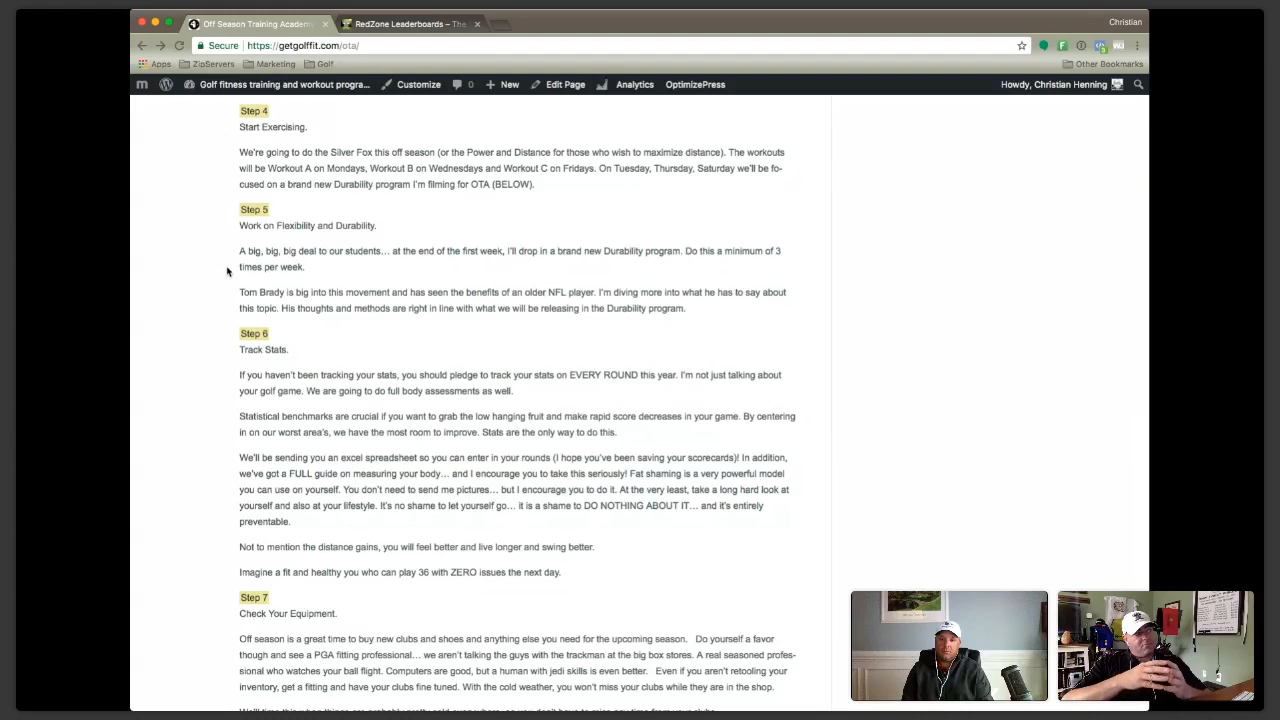 Off Season Training Academ
RedZone Leaderboards – The
Christian
Secure
https://getgolffit.com/ota/
Apps
ZipServers
Marketing
Golf
Other Bookmarks
Golf fitness training and workout progra...
Customize
0
New
Edit Page
Analytics
OptimizePress
Howdy, Christian Henning
Step 4
Start Exercising.
We're going to do the Silver Fox this off season (or the Power and Distance for those who wish to maximize distance). The workouts
will be Workout A on Mondays, Workout B on Wednesdays and Workout C on Fridays. On Tuesday, Thursday, Saturday we'll be fo-
cused on a brand new Durability program I'm filming for OTA (BELOW).
Step 5
Work on Flexibility and Durability.
A big, big, big deal to our students… at the end of the first week, I'll drop in a brand new Durability program. Do this a minimum of 3
times per week.
Tom Brady is big into this movement and has seen the benefits of an older NFL player. I'm diving more into what he has to say about
this topic. His thoughts and methods are right in line with what we will be releasing in the Durability program.
Step 6
Track Stats.
If you haven't been tracking your stats, you should pledge to track your stats on EVERY ROUND this year. I'm not just talking about
your golf game. We are going to do full body assessments as well.
Statistical benchmarks are crucial if you want to grab the low hanging fruit and make rapid score decreases in your game. By centering
in on our worst area's, we have the most room to improve. Stats are the only way to do this.
We'll be sending you an excel spreadsheet so you can enter in your rounds (I hope you've been saving your scorecards)! In addition,
we've got a FULL guide on measuring your body… and I encourage you to take this seriously! Fat shaming is a very powerful model
you can use on yourself. You don't need to send me pictures… but I encourage you to do it. At the very least, take a long hard look at
yourself and also at your lifestyle. It's no shame to let yourself go… it is a shame to DO NOTHING ABOUT IT… and it's entirely
preventable.
Not to mention the distance gains, you will feel better and live longer and swing better.
Imagine a fit and healthy you who can play 36 with ZERO issues the next day.
Step 7
Check Your Equipment.
Off season is a great time to buy new clubs and shoes and anything else you need for the upcoming season. Do yourself a favor
though and see a PGA fitting professional… we aren't talking the guys with the trackman at the big box stores. A real seasoned profes-
sional who watches your ball flight. Computers are good, but a human with jedi skills is even better. Even if you aren't retooling your
inventory, get a fitting and have your clubs fine tuned. With the cold weather, you won't miss your clubs while they are in the shop.